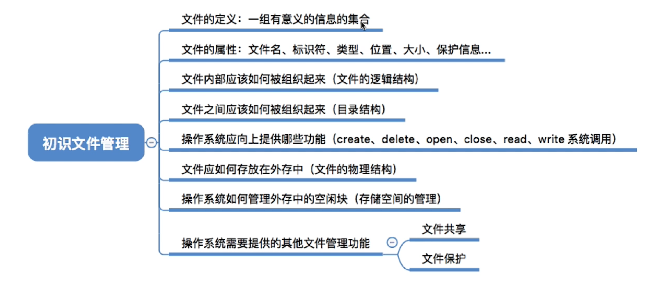 文件的定义：一组有意义的信息的集合
文件的属性：文件名、标识符、类型、位置、大小、保护信息...
文件内部应该如何被组织起来（文件的逻辑结构）
文件之间应该如何被组织起来（目录结构）
初识文件管理
操作系统应向上提供哪些功能（create、delete、open、close、read、write 系统调用）
文件应如何存放在外存中（文件的物理结构）
操作系统如何管理外存中的空闲块（存储空间的管理）
操作系统需要提供的其他文件管理功能
文件共享
文件保护